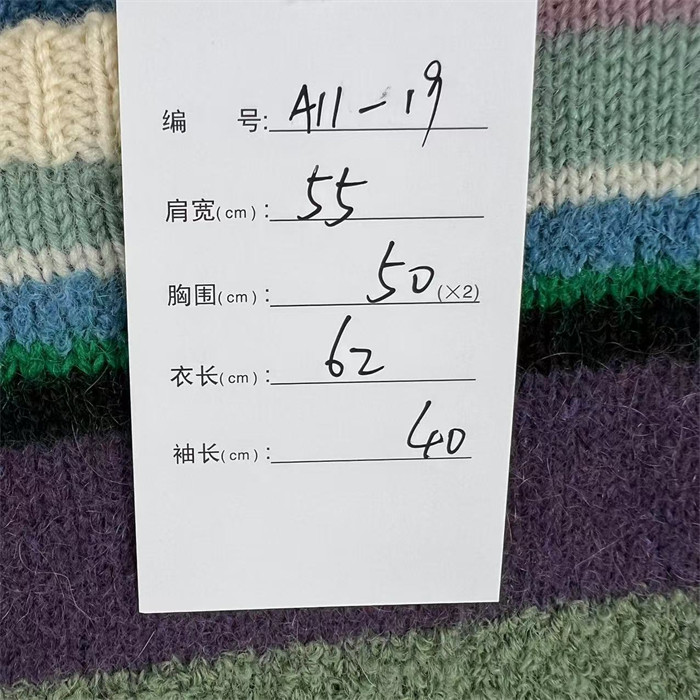 编 号: A11-19
肩宽(cm): 55
胸围(cm): 50(×2)
衣长(cm): 62
袖长(cm): 40